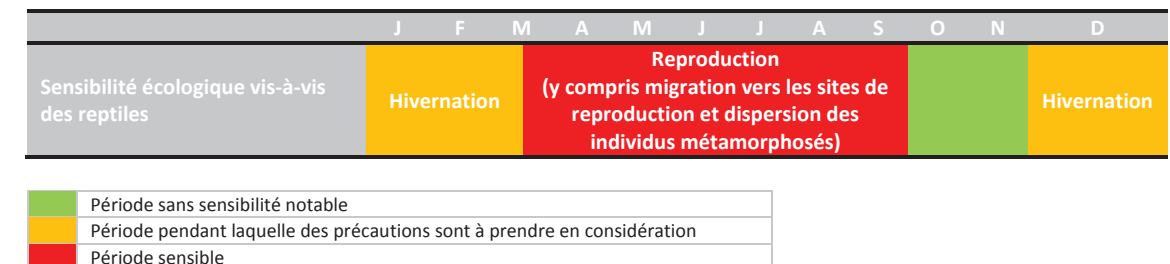 J F M A M J J A S O N D
Sensibilité écologique vis-à-vis
des reptiles
Hivernation
Reproduction
(y compris migration vers les sites de
reproduction et dispersion des
individus métamorphosés)
Hivernation
Période sans sensibilité notable
Période pendant laquelle des précautions sont à prendre en considération
Période sensible